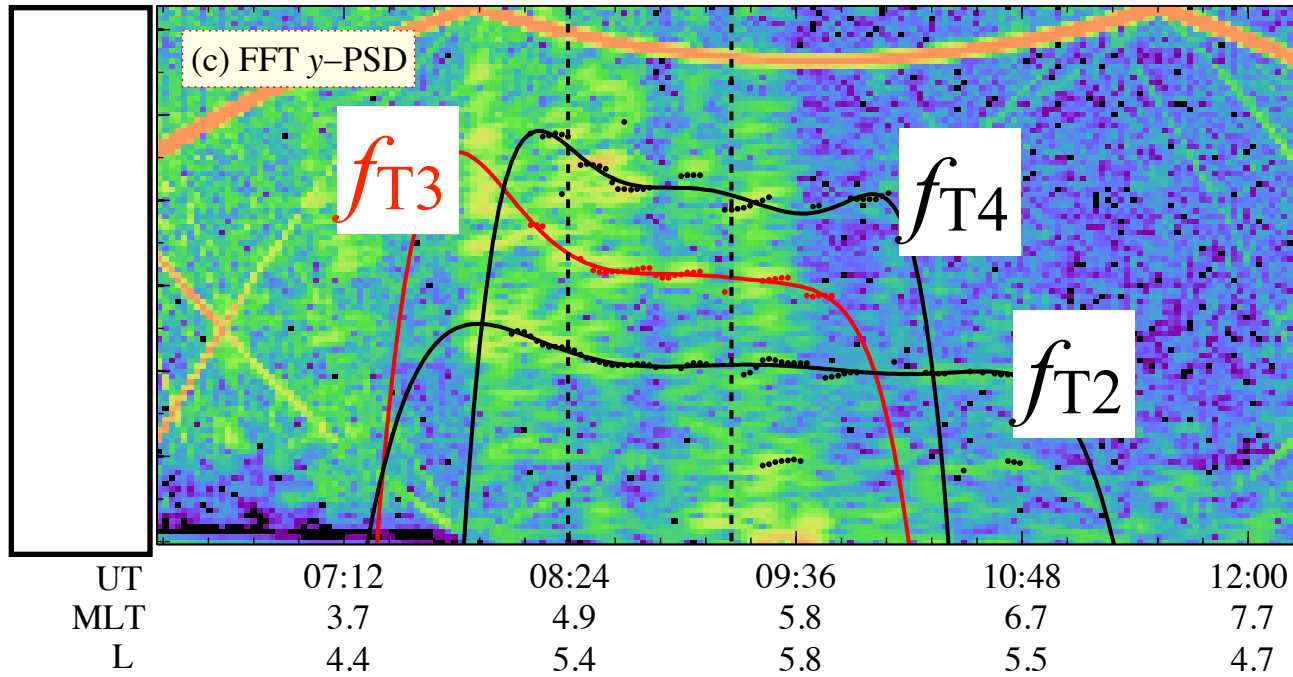 (c) FFT y–PSD
fT3
fT4
fT2
UT 07:12 08:24 09:36 10:48 12:00
MLT 3.7 4.9 5.8 6.7 7.7
L 4.4 5.4 5.8 5.5 4.7